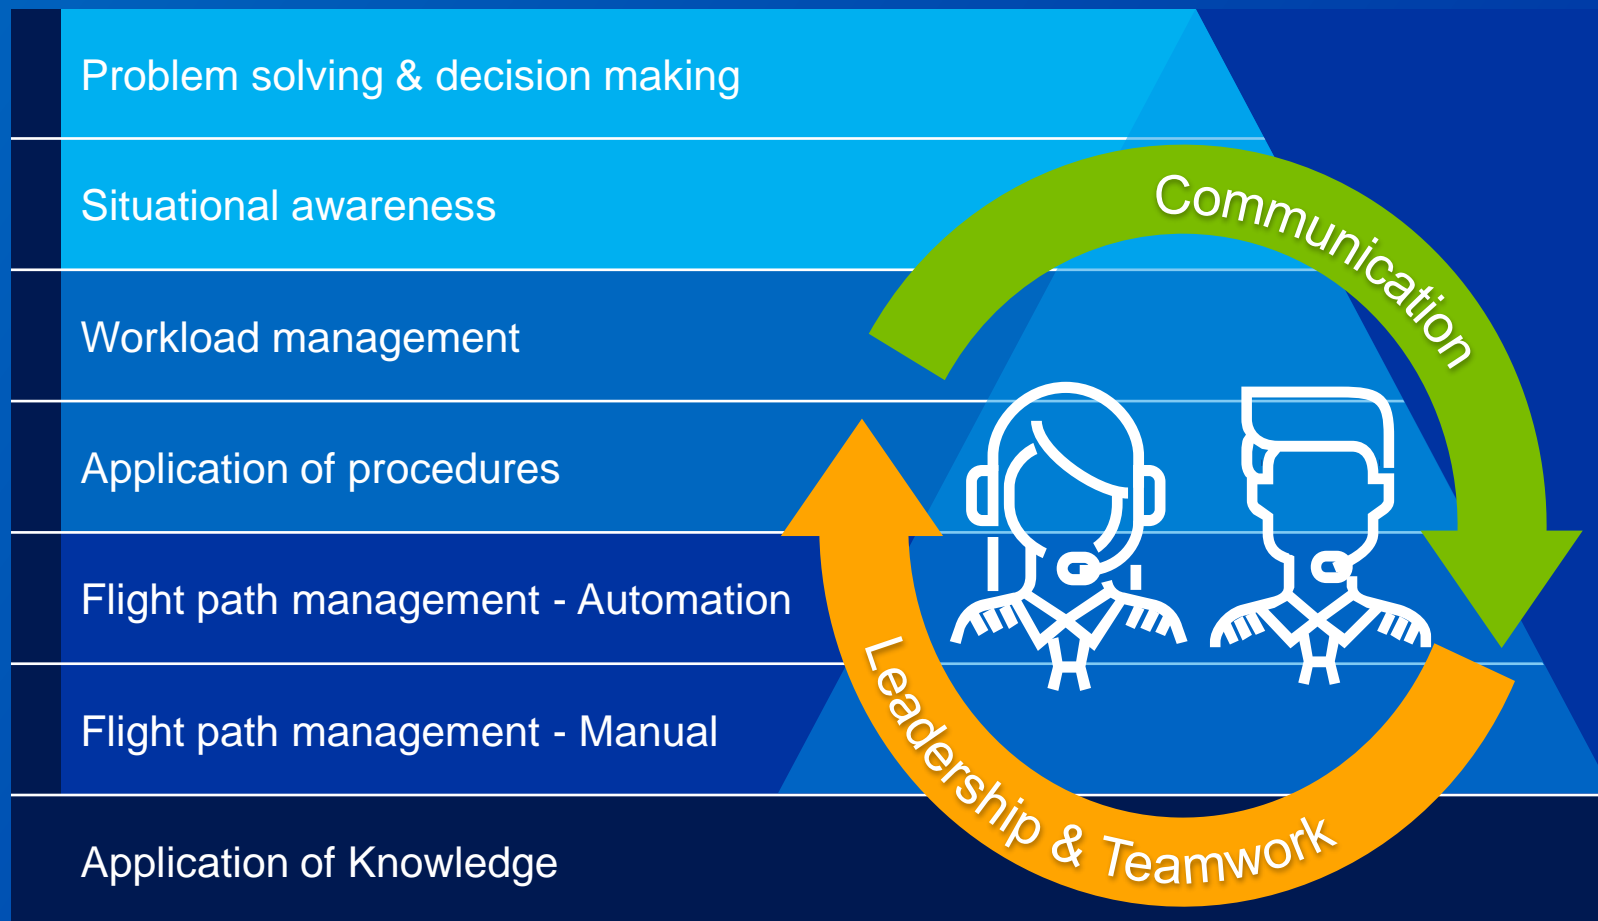 Problem solving & decision making
Situational awareness
Workload management
Application of procedures
Flight path management - Automation
Flight path management - Manual
Application of Knowledge
Communication
Leadership & Teamwork